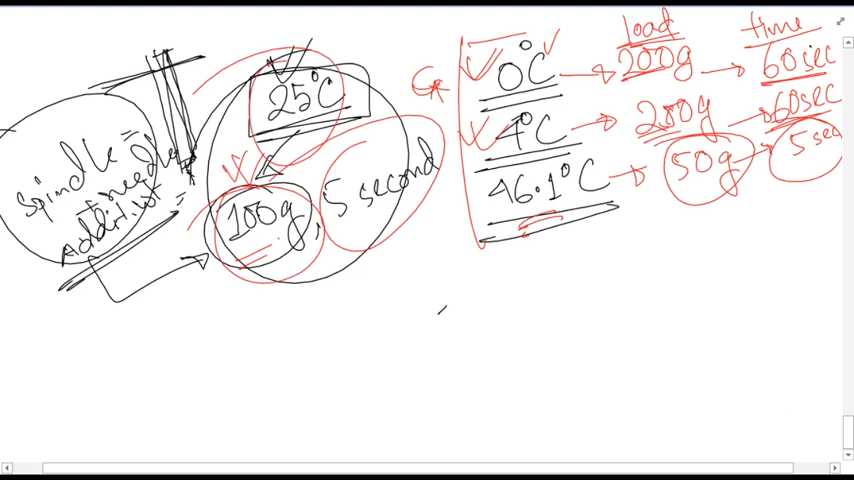 25°C
100g, 5 second
Spindle =
+ needle =
Addit. wt =
load time
0°C → 200g → 60sec
4°C → 200g → 60sec
46.1°C → 50g → 5 sec